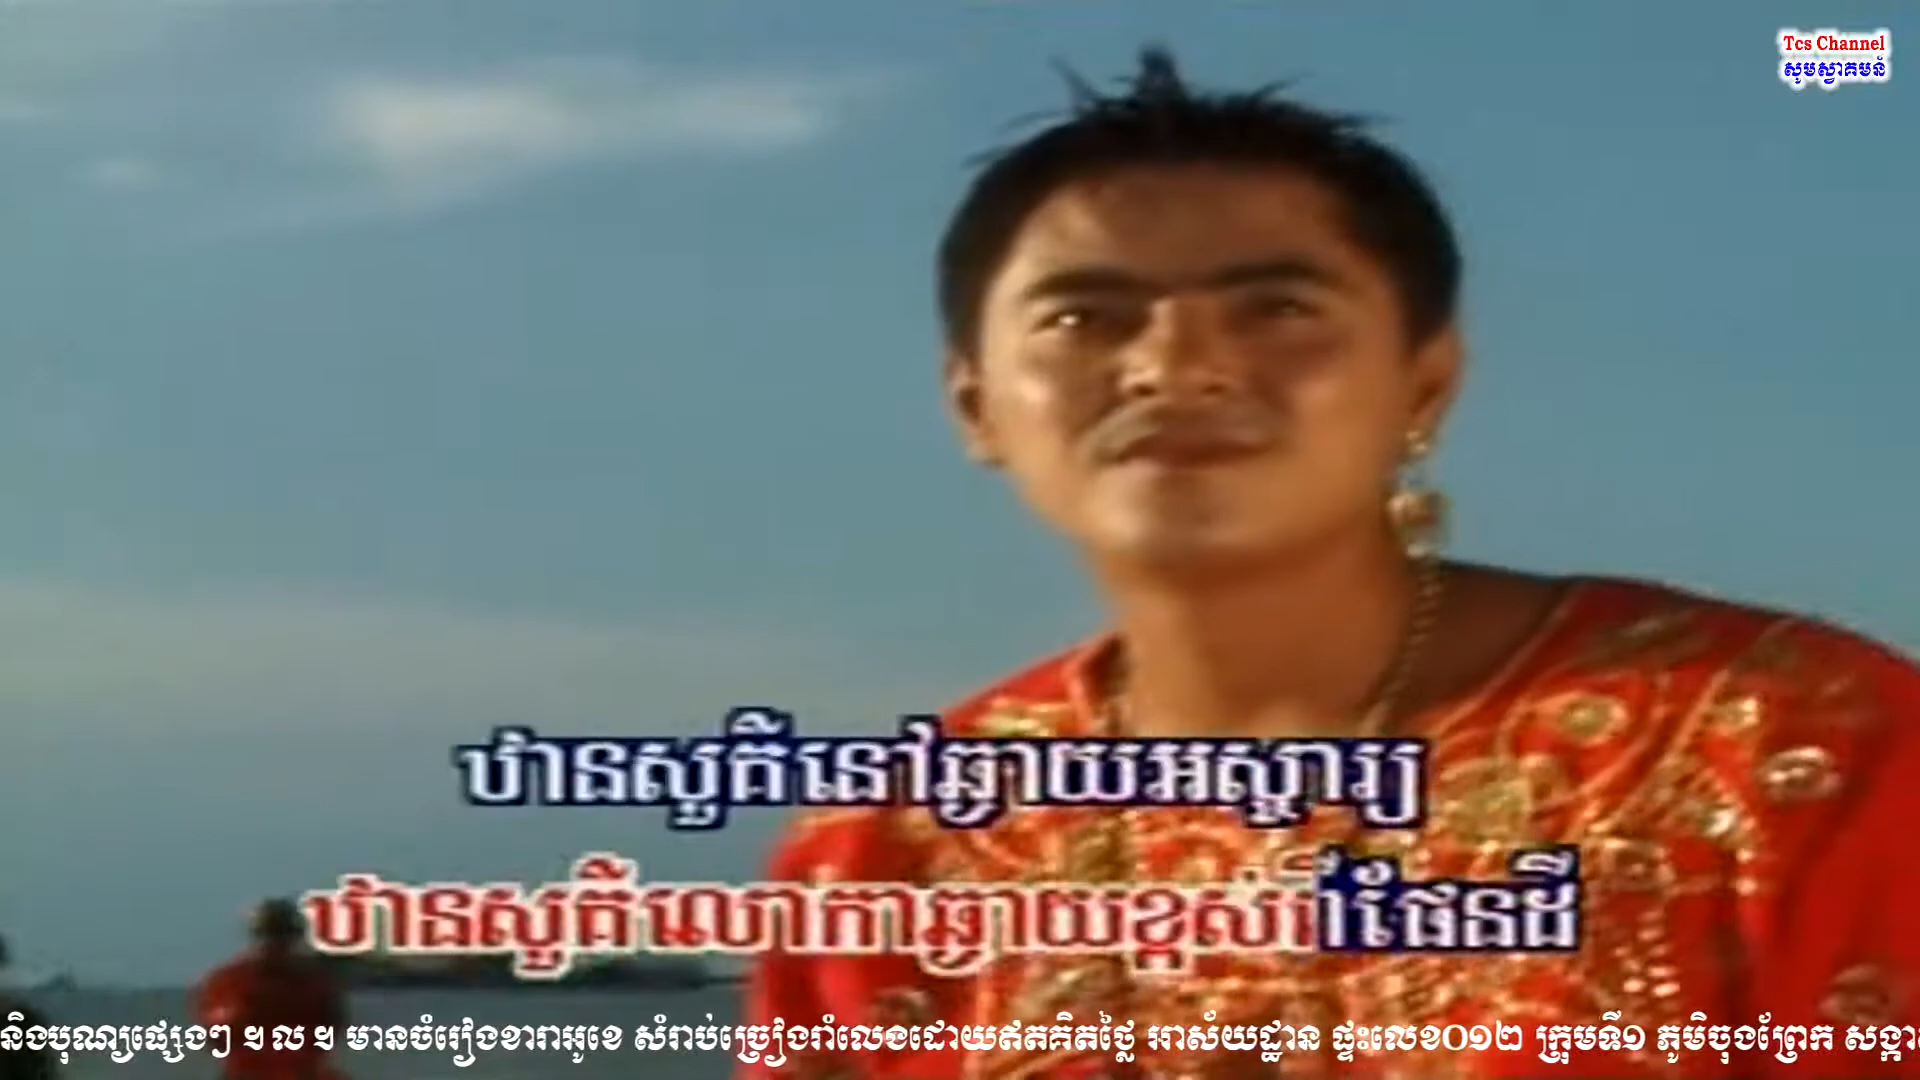 Tcs Channel
សូមស្វាគមន៍
ឋានសួគ៌នៅឆ្ងាយអស្ចារ្យ
ឋានសួគ៌លោកាឆ្ងាយខ្ពស់ពីផែនដី
និងបុណ្យផ្សេងៗ ។ ល ។ មានចំរៀងខារាអូខេ សំរាប់ច្រៀងរាំលេងដោយឥតគិតថ្លៃ អាស័យដ្ឋាន ផ្ទះលេខ០១២ ក្រុមទី១ ភូមិចុងព្រែក